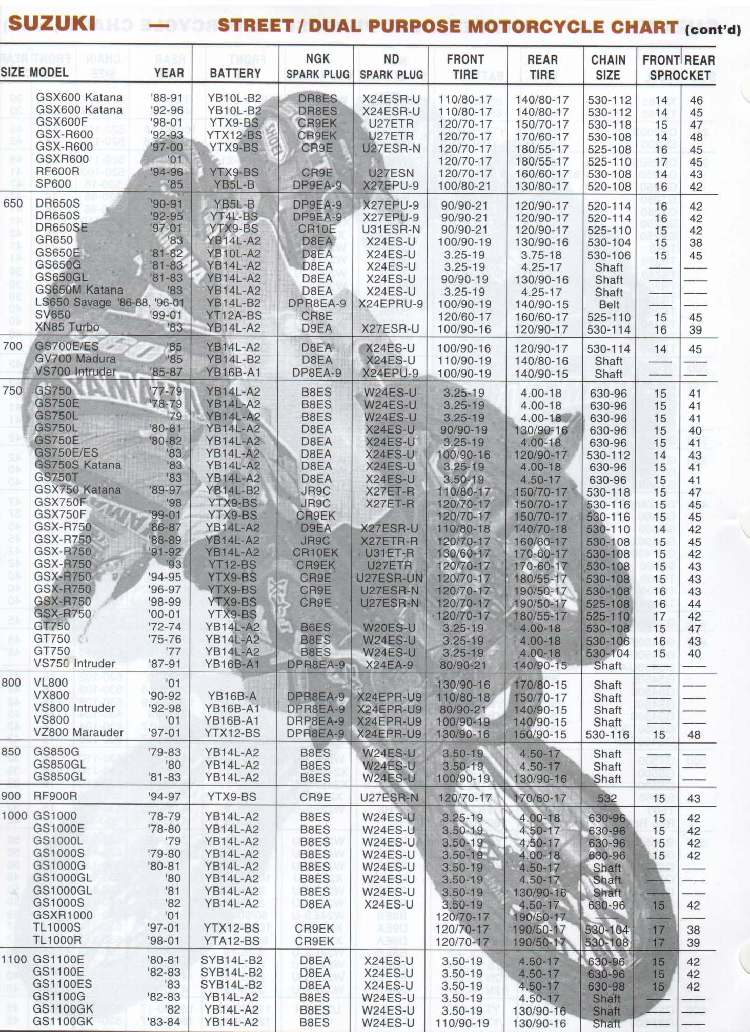 SUZUKI — STREET/DUAL PURPOSE MOTORCYCLE CHART (cont'd)
NGK ND FRONT REAR CHAIN FRONT REAR
SIZE MODEL YEAR BATTERY SPARK PLUG SPARK PLUG TIRE TIRE SIZE SPROCKET
GSX600 Katana '88-91 YB10L-B2 DR8ES X24ESR-U 110/80-17 140/80-17 530-112 14 46
GSX600 Katana '92-96 YB10L-B2 DR8ES X24ESR-U 110/80-17 140/80-17 530-112 14 45
GSX600F '98-01 YTX9-BS CR9EK U27ETR 120/70-17 150/70-17 530-118 15 47
GSX-R600 '92-93 YTX12-BS CR9EK U27ETR 120/70-17 170/60-17 530-108 14 48
GSX-R600 '97-00 YTX9-BS CR9E U27ESR-N 120/70-17 180/55-17 525-108 16 45
GSXR600 '01 120/70-17 180/55-17 525-110 17 45
RF600R '94-96 YTX9-BS CR9E U27ESN 120/70-17 160/60-17 530-108 14 43
SP600 '85 YB5L-B DP9EA-9 X27EPU-9 100/80-21 130/80-17 520-108 16 42
650 DR650S '90-91 YB5L-B DP9EA-9 X27EPU-9 90/90-21 120/90-17 520-114 16 42
DR650S '92-95 YT4L-BS DP9EA-9 X27EPU-9 90/90-21 120/90-17 520-114 16 42
DR650SE '97-01 YTX9-BS CR10E U31ESR-N 90/90-21 120/90-17 525-110 15 42
GR650 '83 YB14L-A2 D8EA X24ES-U 100/90-19 130/90-16 530-104 15 38
GS650E '81-82 YB10L-A2 D8EA X24ES-U 3.25-19 3.75-18 530-106 15 45
GS650G '81-83 YB14L-A2 D8EA X24ES-U 3.25-19 4.25-17 Shaft — —
GS650GL '81-83 YB14L-A2 D8EA X24ES-U 90/90-19 130/90-16 Shaft — —
GS650M Katana '83 YB14L-A2 D8EA X24ES-U 3.25-19 4.25-17 Shaft — —
LS650 Savage '86-88, '96-01 YB14L-B2 DPR8EA-9 X24EPRU-9 100/90-19 140/90-15 Belt — —
SV650 '99-01 YT12A-BS CR8E 120/60-17 160/60-17 525-110 15 45
XN85 Turbo '83 YB14L-A2 D9EA X27ESR-U 100/90-16 120/90-17 530-114 16 39
700 GS700E/ES '85 YB14L-A2 D8EA X24ES-U 100/90-16 120/90-17 530-114 14 45
GV700 Madura '85 YB14L-B2 D8EA X24ES-U 110/90-19 140/80-16 Shaft — —
VS700 Intruder '85-87 YB16B-A1 DP8EA-9 X24EPU-9 100/90-19 140/90-15 Shaft — —
750 GS750 '77-79 YB14L-A2 B8ES W24ES-U 3.25-19 4.00-18 630-96 15 41
GS750E '78-79 YB14L-A2 B8ES W24ES-U 3.25-19 4.00-18 630-96 15 41
GS750L '79 YB14L-A2 B8ES W24ES-U 3.25-19 4.00-18 630-96 15 41
GS750L '80-81 YB14L-A2 D8EA X24ES-U 90/90-19 130/90-16 630-96 15 40
GS750E '80-82 YB14L-A2 D8EA X24ES-U 3.25-19 4.00-18 630-96 15 41
GS750E/ES '83 YB14L-A2 D8EA X24ES-U 100/90-16 120/90-17 530-112 14 43
GS750S Katana '83 YB14L-A2 D8EA X24ES-U 3.25-19 4.00-18 630-96 15 41
GS750T '83 YB14L-A2 D8EA X24ES-U 3.50-19 4.50-17 630-96 15 41
GSX750 Katana '89-97 YB14L-B2 JR9C X27ET-R 110/80-17 150/70-17 530-118 15 47
GSX750F '98 YTX9-BS JR9C X27ET-R 120/70-17 150/70-17 530-116 15 45
GSX750F '99-01 YTX9-BS CR9EK 120/70-17 150/70-17 530-116 15 45
GSX-R750 '86-87 YB14L-A2 D9EA X27ESR-U 110/80-18 140/70-18 530-110 14 42
GSX-R750 '88-89 YB14L-A2 JR9C X27ETR-R 120/70-17 160/60-17 530-108 15 45
GSX-R750 '91-92 YB14L-A2 CR10EK U31ET-R 130/60-17 170/60-17 530-108 15 42
GSX-R750 '93 YT12-BS CR9EK U27ETR 120/70-17 170/60-17 530-108 15 43
GSX-R750 '94-95 YTX9-BS CR9E U27ESR-UN 120/70-17 180/55-17 530-108 15 43
GSX-R750 '96-97 YTX9-BS CR9E U27ESR-N 120/70-17 190/50-17 530-108 16 43
GSX-R750 '98-99 YTX9-BS CR9E U27ESR-N 120/70-17 190/50-17 525-108 16 44
GSX-R750 '00-01 YTX9-BS 120/70-17 180/55-17 525-110 17 42
GT750 '72-74 YB14L-A2 B6ES W20ES-U 3.25-19 4.00-18 530-108 15 47
GT750 '75-76 YB14L-A2 B8ES W24ES-U 3.25-19 4.00-18 530-106 16 43
GT750 '77 YB14L-A2 B8ES W24ES-U 3.25-19 4.00-18 530-104 15 40
VS750 Intruder '87-91 YB16B-A1 DPR8EA-9 X24EA-9 80/90-21 140/90-15 Shaft — —
800 VL800 '01 130/90-16 170/80-15 Shaft — —
VX800 '90-92 YB16B-A DPR8EA-9 X24EPR-U9 110/80-18 150/70-17 Shaft — —
VS800 Intruder '92-98 YB16B-A1 DPR8EA-9 X24EPR-U9 80/90-21 140/90-15 Shaft — —
VS800 '01 YB16B-A1 DRP8EA-9 X24EPR-U9 100/90-19 140/90-15 Shaft — —
VZ800 Marauder '97-01 YTX12-BS DPR8EA-9 X24EPR-U9 130/90-16 150/90-15 530-116 15 48
850 GS850G '79-83 YB14L-A2 B8ES W24ES-U 3.50-19 4.50-17 Shaft — —
GS850GL '80 YB14L-A2 B8ES W24ES-U 3.50-19 4.50-17 Shaft — —
GS850GL '81-83 YB14L-A2 B8ES W24ES-U 100/90-19 130/90-16 Shaft — —
900 RF900R '94-97 YTX9-BS CR9E U27ESR-N 120/70-17 170/60-17 532 15 43
1000 GS1000 '78-79 YB14L-A2 B8ES W24ES-U 3.25-19 4.00-18 630-96 15 42
GS1000E '78-80 YB14L-A2 B8ES W24ES-U 3.50-19 4.50-17 630-96 15 42
GS1000L '79 YB14L-A2 B8ES W24ES-U 3.50-19 4.50-17 630-96 15 42
GS1000S '79-80 YB14L-A2 B8ES W24ES-U 3.50-19 4.00-18 630-96 15 42
GS1000G '80-81 YB14L-A2 B8ES W24ES-U 3.50-19 4.50-17 Shaft — —
GS1000GL '80 YB14L-A2 B8ES W24ES-U 3.50-19 4.50-17 Shaft — —
GS1000GL '81 YB14L-A2 B8ES W24ES-U 3.50-19 130/90-16 Shaft — —
GS1000S '82 YB14L-A2 D8EA X24ES-U 3.50-19 4.50-17 630-96 15 42
GSXR1000 '01 120/70-17 190/50-17
TL1000S '97-01 YTX12-BS CR9EK 120/70-17 190/50-17 530-104 17 38
TL1000R '98-01 YTA12-BS CR9EK 120/70-17 190/50-17 530-108 17 39
1100 GS1100E '80-81 SYB14L-B2 D8EA X24ES-U 3.50-19 4.50-17 630-96 15 42
GS1100E '82-83 SYB14L-B2 D8EA X24ES-U 3.50-19 4.50-17 630-96 15 42
GS1100ES '83 SYB14L-B2 D8EA X24ES-U 3.50-19 4.50-17 630-98 15 42
GS1100G '82-83 YB14L-A2 B8ES W24ES-U 3.50-19 4.50-17 Shaft — —
GS1100GK '82 YB14L-A2 B8ES W24ES-U 3.50-19 130/90-16 Shaft — —
GS1100GK '83-84 YB14L-A2 B8ES W24ES-U 110/90-19 130/90-16 Shaft — —